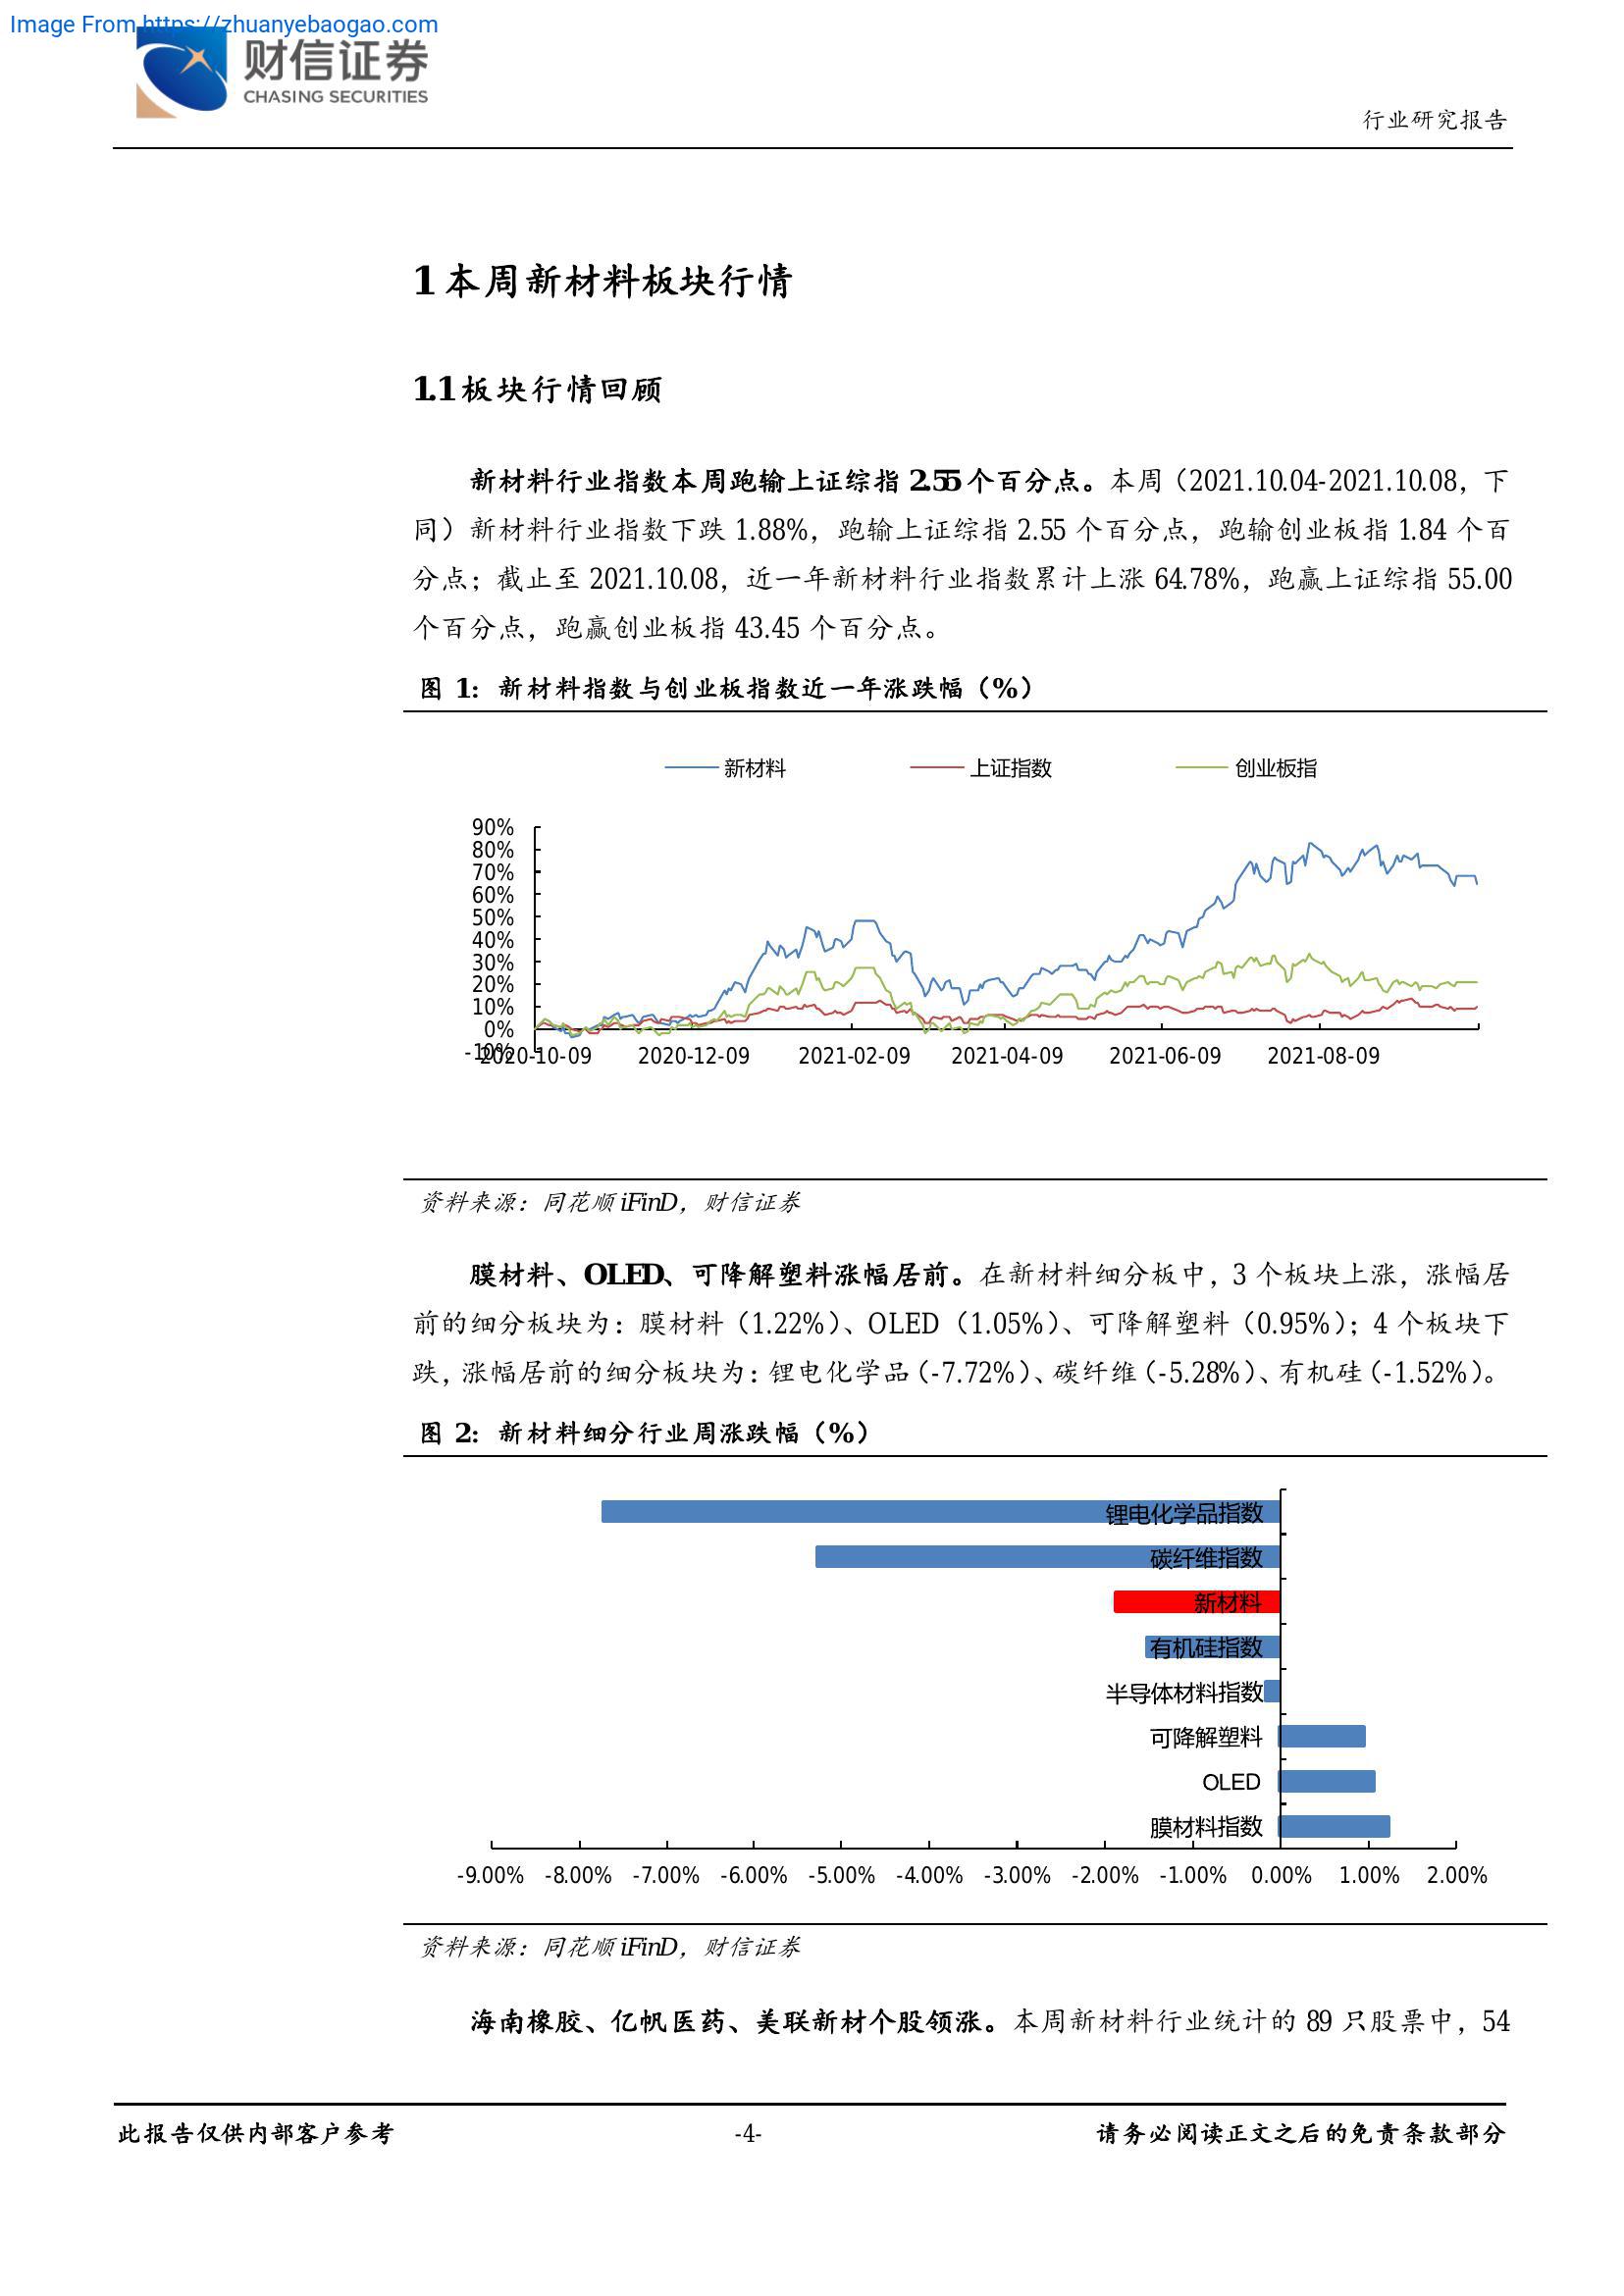 Image From https://zhuanyebaogao.com
财信证券
CHASING SECURITIES
行业研究报告
1 本周新材料板块行情
1.1 板块行情回顾
新材料行业指数本周跑输上证综指 2.55 个百分点。本周（2021.10.04-2021.10.08，下
同）新材料行业指数下跌 1.88%，跑输上证综指 2.55 个百分点，跑输创业板指 1.84 个百
分点；截止至 2021.10.08，近一年新材料行业指数累计上涨 64.78%，跑赢上证综指 55.00
个百分点，跑赢创业板指 43.45 个百分点。
图 1：新材料指数与创业板指数近一年涨跌幅（%）
新材料 上证指数 创业板指
90%
80%
70%
60%
50%
40%
30%
20%
10%
0%
-10%
2020-10-09 2020-12-09 2021-02-09 2021-04-09 2021-06-09 2021-08-09
资料来源：同花顺 iFinD，财信证券
膜材料、OLED、可降解塑料涨幅居前。在新材料细分板中，3 个板块上涨，涨幅居
前的细分板块为：膜材料（1.22%）、OLED（1.05%）、可降解塑料（0.95%）；4 个板块下
跌，涨幅居前的细分板块为：锂电化学品（-7.72%）、碳纤维（-5.28%）、有机硅（-1.52%）。
图 2：新材料细分行业周涨跌幅（%）
锂电化学品指数
碳纤维指数
新材料
有机硅指数
半导体材料指数
可降解塑料
OLED
膜材料指数
-9.00% -8.00% -7.00% -6.00% -5.00% -4.00% -3.00% -2.00% -1.00% 0.00% 1.00% 2.00%
资料来源：同花顺 iFinD，财信证券
海南橡胶、亿帆医药、美联新材个股领涨。本周新材料行业统计的 89 只股票中，54
此报告仅供内部客户参考 -4- 请务必阅读正文之后的免责条款部分